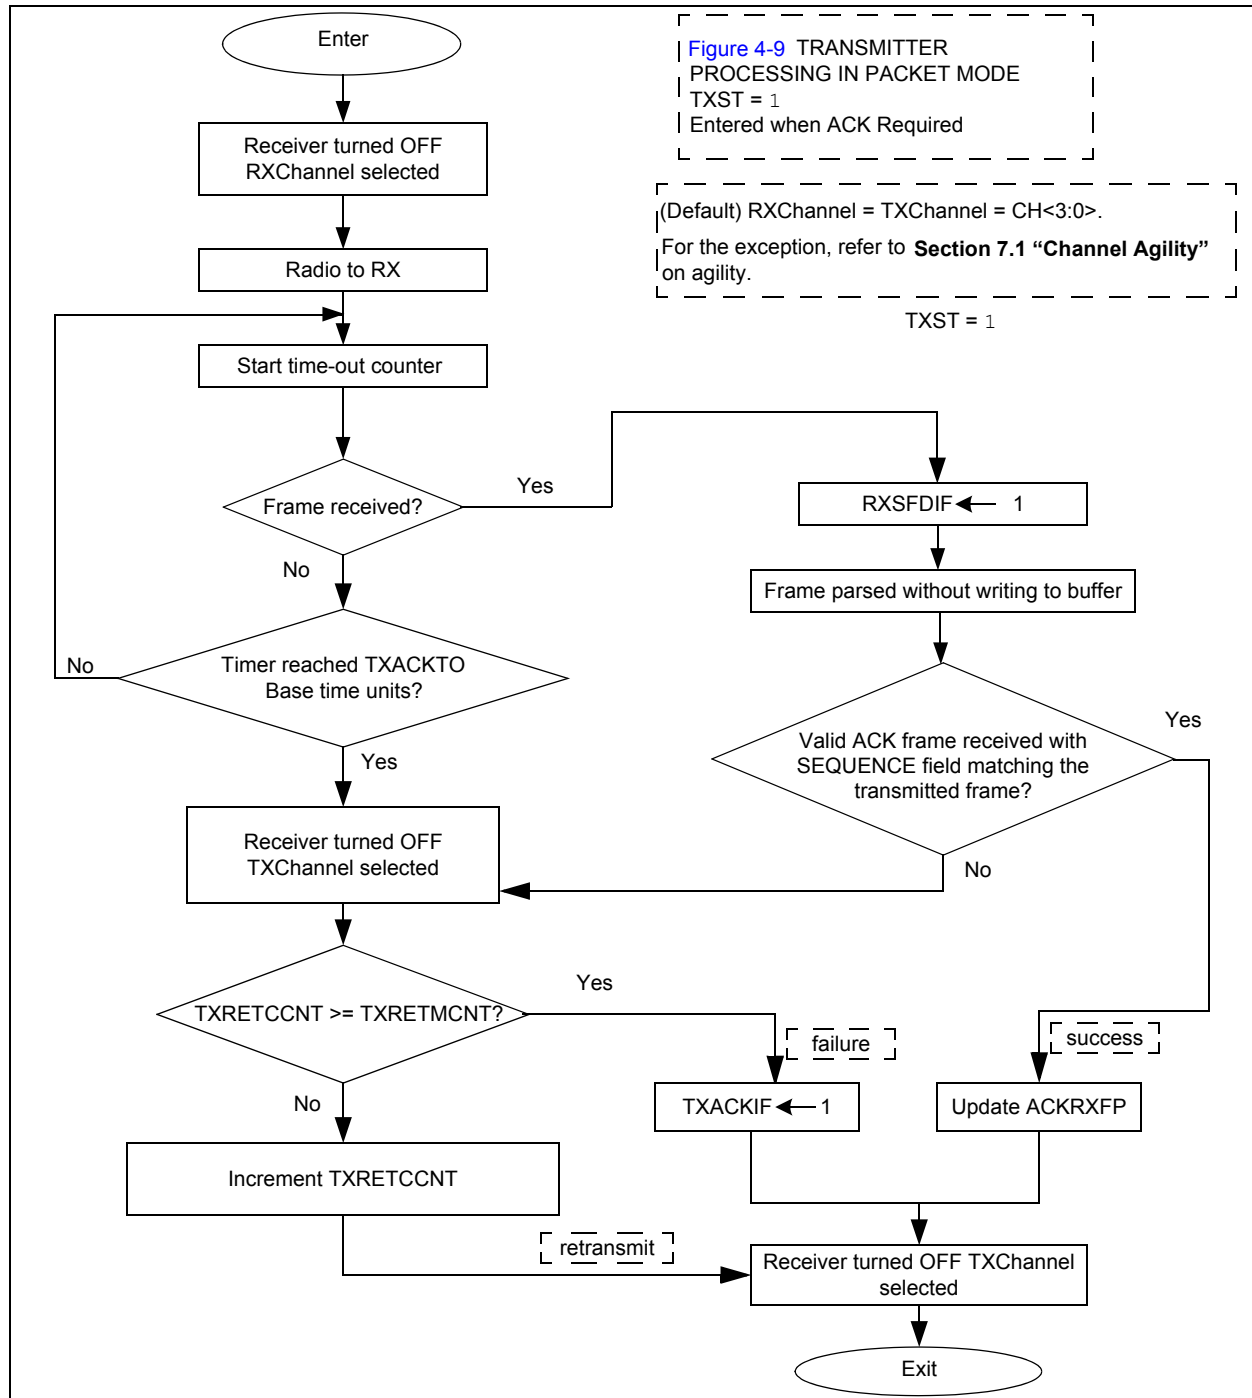 Enter
Figure 4-9 TRANSMITTER
PROCESSING IN PACKET MODE
TXST = 1
Entered when ACK Required
Receiver turned OFF
RXChannel selected
(Default) RXChannel = TXChannel = CH<3:0>.
For the exception, refer to Section 7.1 “Channel Agility”
on agility.
Radio to RX
TXST = 1
Start time-out counter
Frame received?
Yes
No
RXSFDIF ← 1
Frame parsed without writing to buffer
Timer reached TXACKTO
Base time units?
No
Yes
Valid ACK frame received with
SEQUENCE field matching the
transmitted frame?
Yes
No
Receiver turned OFF
TXChannel selected
TXRETCCNT >= TXRETMCNT?
Yes
No
failure
success
TXACKIF ← 1
Update ACKRXFP
Increment TXRETCCNT
retransmit
Receiver turned OFF TXChannel
selected
Exit